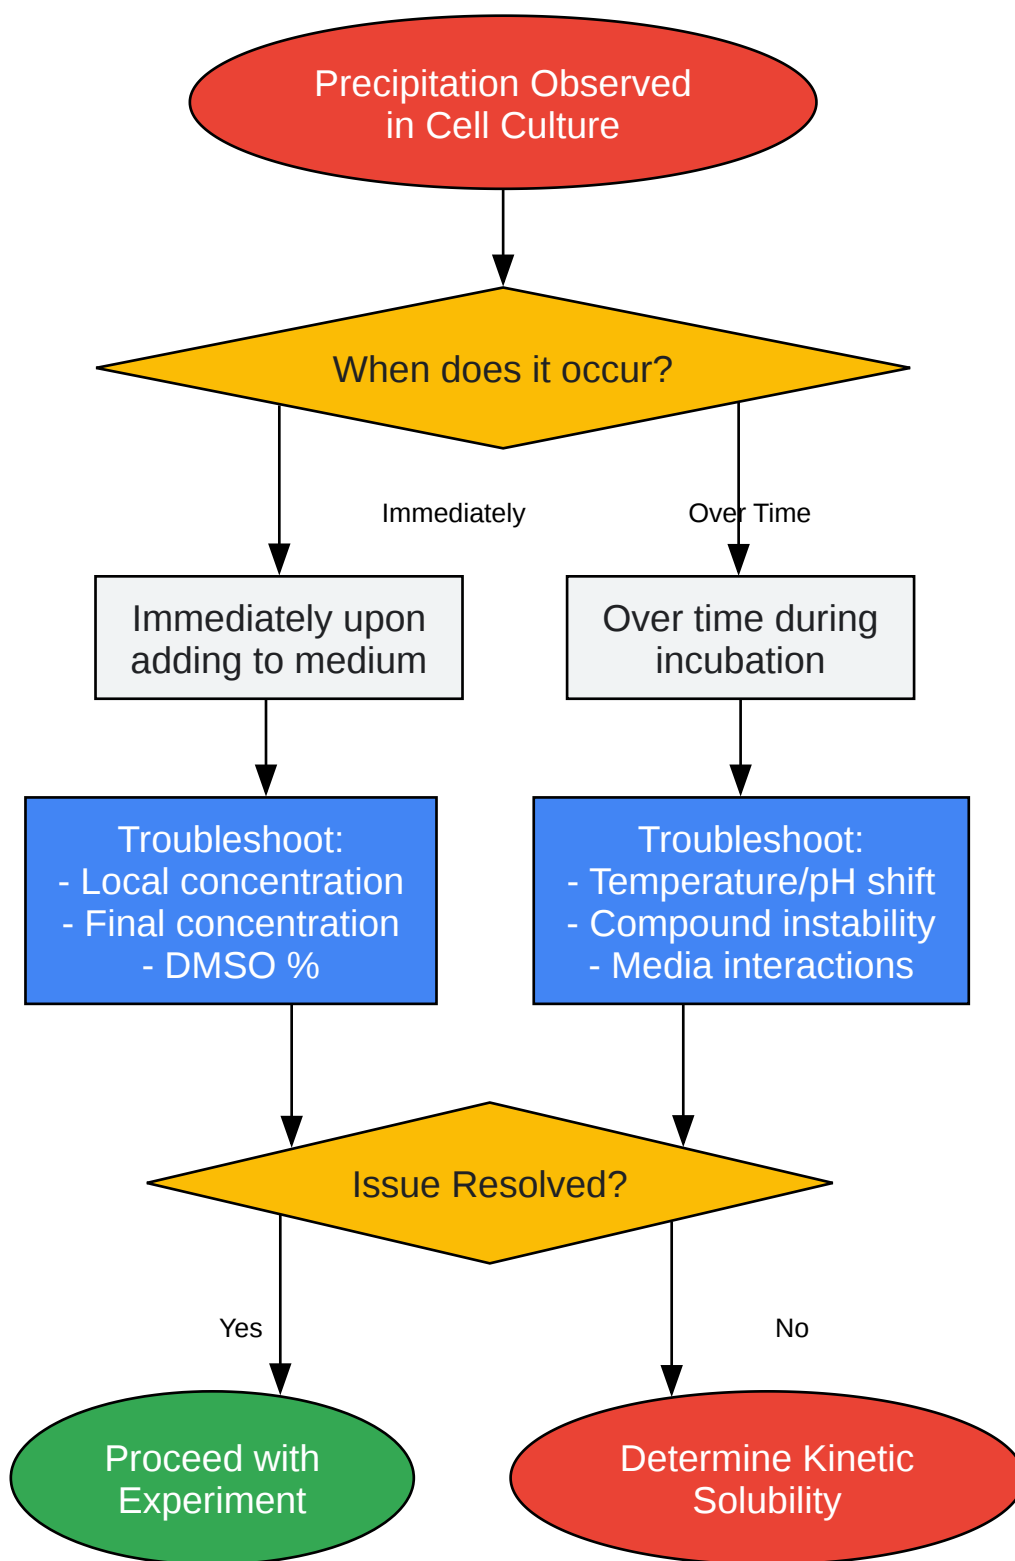 Precipitation Observed
in Cell Culture
When does it occur?
Immediately
Over Time
Immediately upon
adding to medium
Over time during
incubation
Troubleshoot:
- Local concentration
- Final concentration
- DMSO %
Troubleshoot:
- Temperature/pH shift
- Compound instability
- Media interactions
Issue Resolved?
Yes
No
Proceed with
Experiment
Determine Kinetic
Solubility